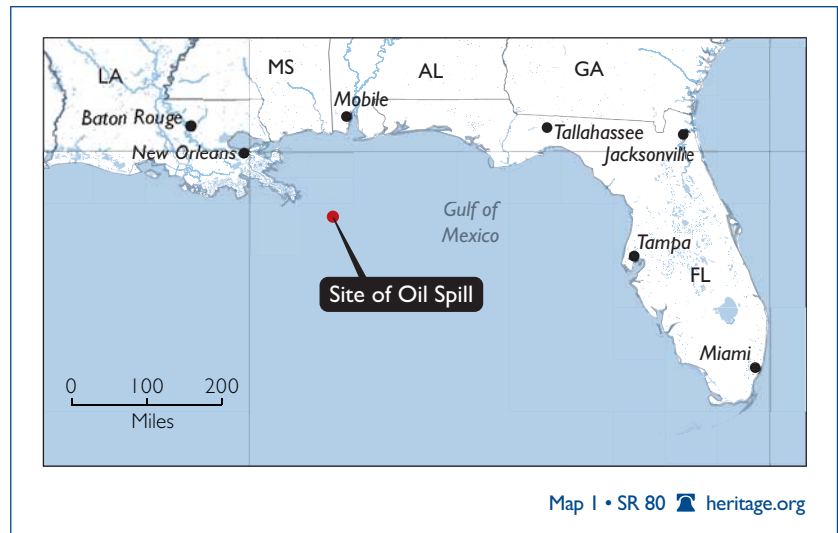 LA
MS
AL
GA
Mobile
Baton Rouge
Tallahassee
New Orleans
Jacksonville
Gulf of
Mexico
Tampa
FL
Site of Oil Spill
Miami
0 100 200
Miles
Map 1 • SR 80 heritage.org